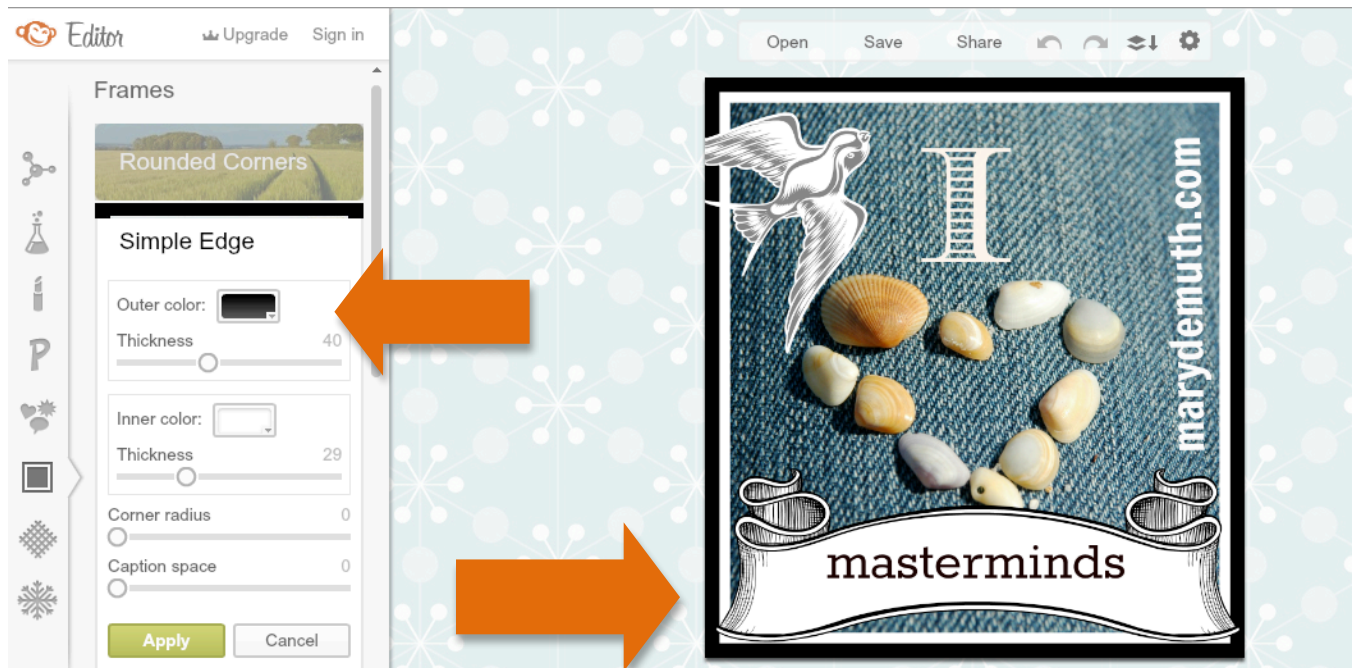 Editor
Upgrade
Sign in
Frames
Rounded Corners
Simple Edge
Outer color:
Thickness 40
Inner color:
Thickness 29
Corner radius 0
Caption space 0
Apply
Cancel
Open
Save
Share
I
marydemuth.com
masterminds
P